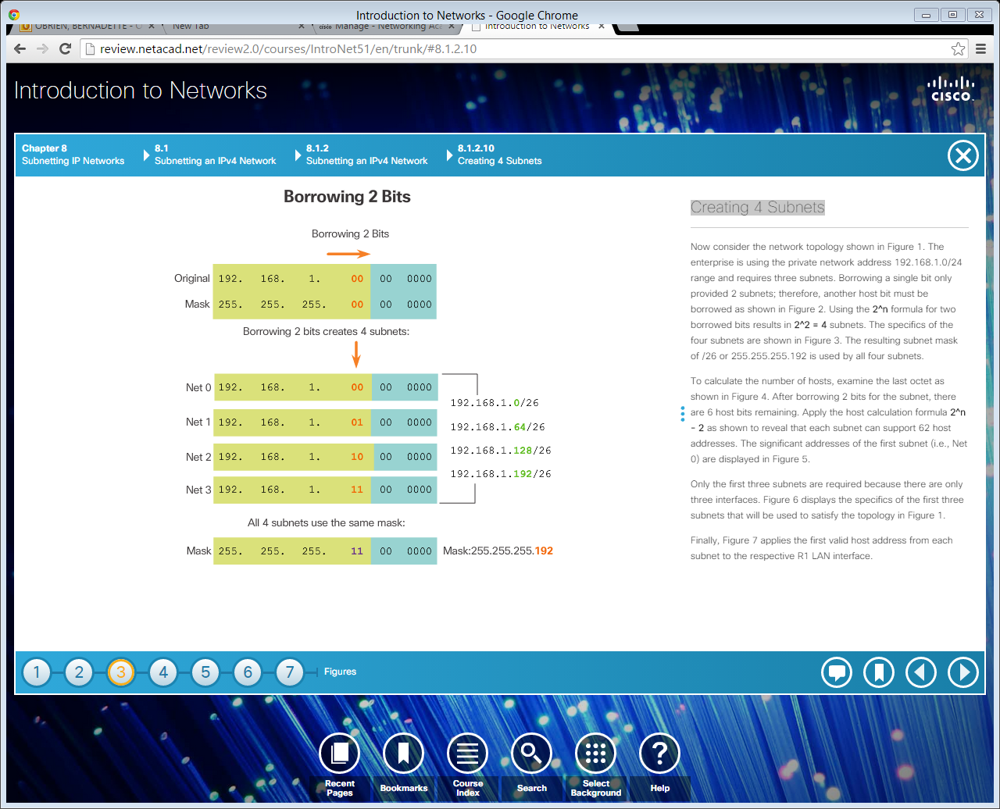 Introduction to Networks - Google Chrome
OBRIEN, BERNADETTE - New Tab Manage - Networking Aca Introduction to Networks
review.netacad.net/review2.0/courses/IntroNet51/en/trunk/#8.1.2.10
Introduction to Networks
CISCO
Chapter 8 8.1 8.1.2 8.1.2.10
Subnetting IP Networks Subnetting an IPv4 Network Subnetting an IPv4 Network Creating 4 Subnets
Borrowing 2 Bits
Borrowing 2 Bits
Original 192. 168. 1. 00 00 0000
Mask 255. 255. 255. 00 00 0000
Borrowing 2 bits creates 4 subnets:
Net 0 192. 168. 1. 00 00 0000
192.168.1.0/26
Net 1 192. 168. 1. 01 00 0000
192.168.1.64/26
Net 2 192. 168. 1. 10 00 0000
192.168.1.128/26
192.168.1.192/26
Net 3 192. 168. 1. 11 00 0000
All 4 subnets use the same mask:
Mask 255. 255. 255. 11 00 0000 Mask:255.255.255.192
Creating 4 Subnets
Now consider the network topology shown in Figure 1. The
enterprise is using the private network address 192.168.1.0/24
range and requires three subnets. Borrowing a single bit only
provided 2 subnets; therefore, another host bit must be
borrowed as shown in Figure 2. Using the 2^n formula for two
borrowed bits results in 2^2 = 4 subnets. The specifics of the
four subnets are shown in Figure 3. The resulting subnet mask
of /26 or 255.255.255.192 is used by all four subnets.
To calculate the number of hosts, examine the last octet as
shown in Figure 4. After borrowing 2 bits for the subnet, there
are 6 host bits remaining. Apply the host calculation formula 2^n
- 2 as shown to reveal that each subnet can support 62 host
addresses. The significant addresses of the first subnet (i.e., Net
0) are displayed in Figure 5.
Only the first three subnets are required because there are only
three interfaces. Figure 6 displays the specifics of the first three
subnets that will be used to satisfy the topology in Figure 1.
Finally, Figure 7 applies the first valid host address from each
subnet to the respective R1 LAN interface.
1 2 3 4 5 6 7 Figures
Recent Pages
Bookmarks
Course Index
Search
Select Background
Help